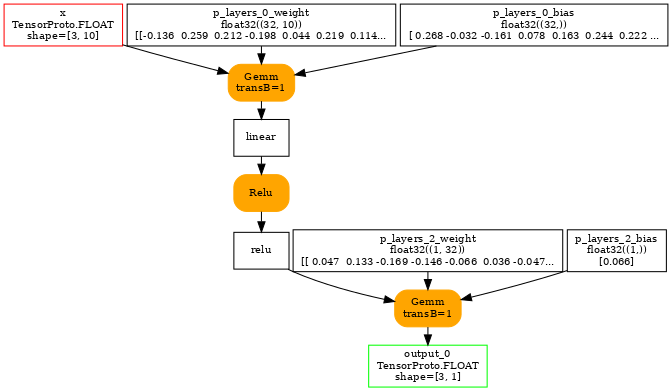 x
TensorProto.FLOAT
shape=[3, 10]
p_layers_0_weight
float32((32, 10))
[[-0.136  0.259  0.212 -0.198  0.044  0.219  0.114...
p_layers_0_bias
float32((32,))
[ 0.268 -0.032 -0.161  0.078  0.163  0.244  0.222 ...
Gemm
transB=1
linear
Relu
relu
p_layers_2_weight
float32((1, 32))
[[ 0.047  0.133 -0.169 -0.146 -0.066  0.036 -0.047...
p_layers_2_bias
float32((1,))
[0.066]
Gemm
transB=1
output_0
TensorProto.FLOAT
shape=[3, 1]